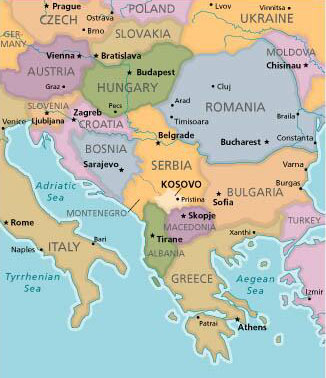 POLAND
Prague
CZECH
Ostrava
Brno
UKRAINE
GER-
MANY
SLOVAKIA
Vienna
Bratislava
MOLDOVA
Chisinau
AUSTRIA
Budapest
Graz
HUNGARY
Cluj
SLOVENIA
Pecs
Arad
ROMANIA
Zagreb
Ljubljana
Timisoara
Venice
CROATIA
Braila
Belgrade
Bucharest
Constanta
BOSNIA
Sarajevo
SERBIA
Varna
Adriatic
Sea
KOSOVO
Burgas
BULGARIA
Pristina
Sofia
MONTENEGRO
Rome
Skopje
MACEDONIA
TURKEY
Tirane
Xanthi
Bari
Naples
ITALY
ALBANIA
Tyrrhenian
Sea
GREECE
Aegean
Sea
Izmir
Patrai
Athens